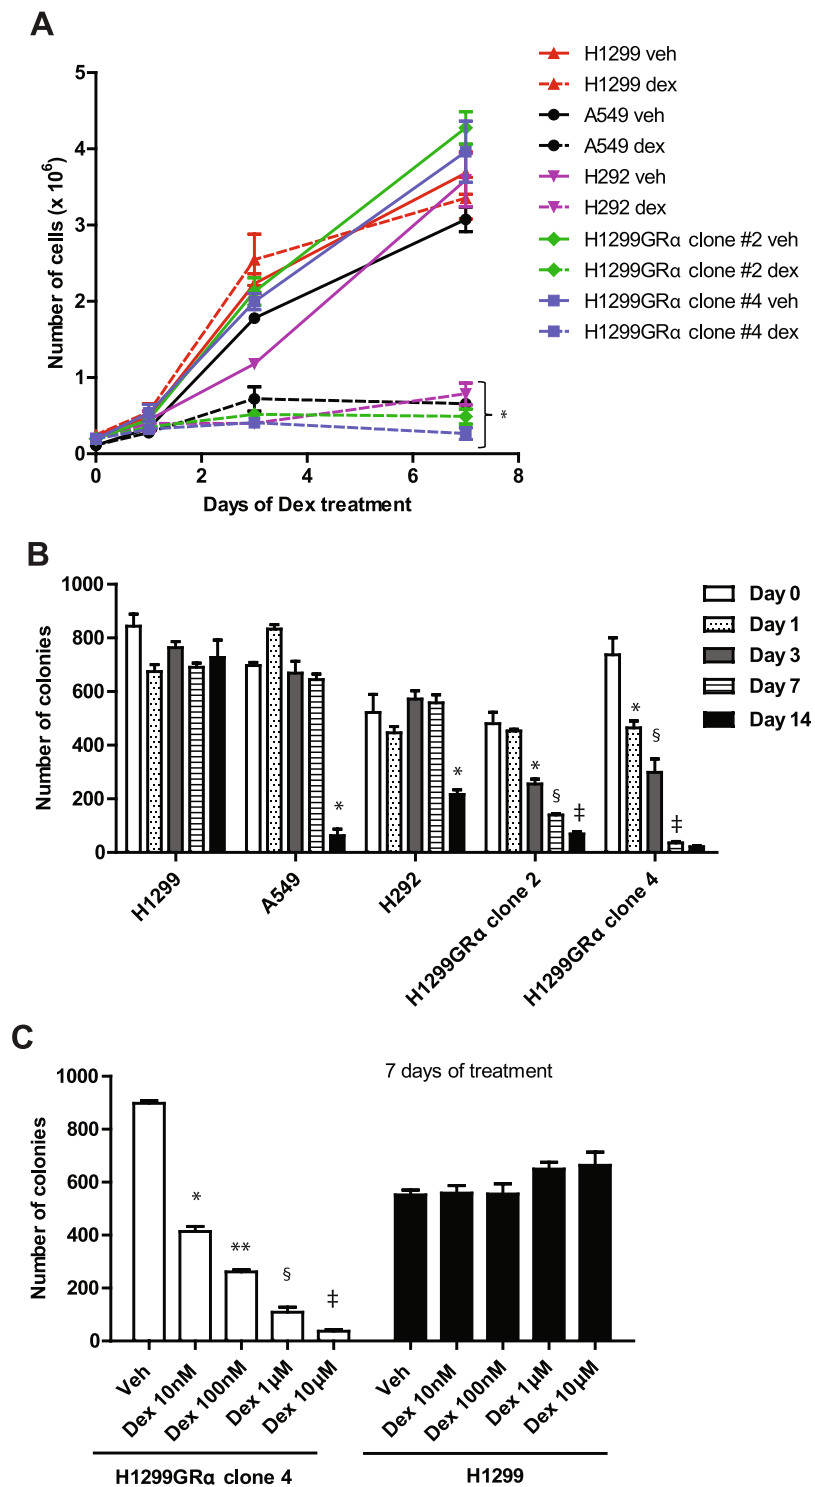 A
H1299 veh
H1299 dex
A549 veh
A549 dex
H292 veh
H292 dex
H1299GRα clone #2 veh
H1299GRα clone #2 dex
H1299GRα clone #4 veh
H1299GRα clone #4 dex
Number of cells (x 10⁶)
5
4
3
2
1
0
*
0 2 4 6 8
Days of Dex treatment
B
Number of colonies
1000
800
600
400
200
0
Day 0
Day 1
Day 3
Day 7
Day 14
* * * § ‡ * § ‡
H1299
A549
H292
H1299GRα clone 2
H1299GRα clone 4
C
7 days of treatment
Number of colonies
1000
800
600
400
200
0
* ** § ‡
Veh
Dex 10nM
Dex 100nM
Dex 1µM
Dex 10µM
Veh
Dex 10nM
Dex 100nM
Dex 1µM
Dex 10µM
H1299GRα clone 4
H1299